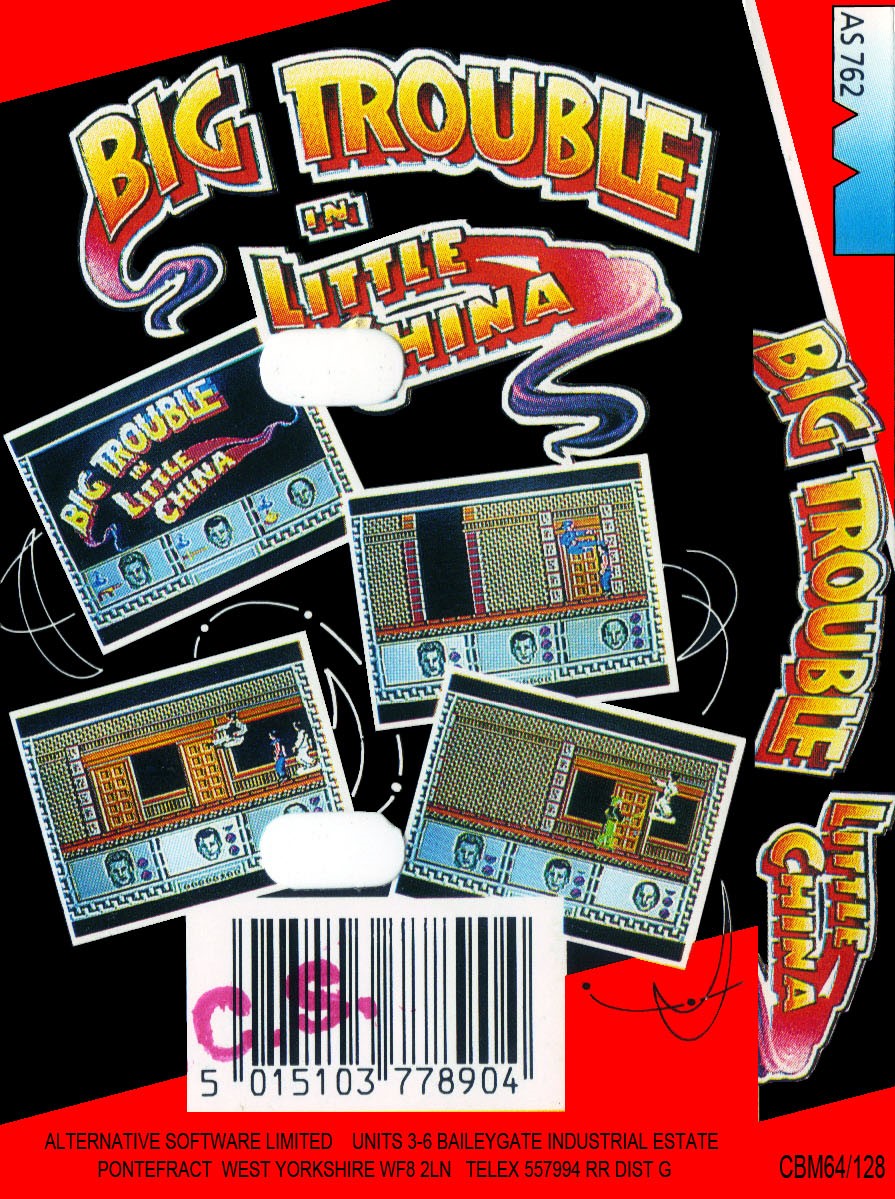 BIG TROUBLE
IN
LITTLE
CHINA
BIG TROUBLE
IN
LITTLE
CHINA
C.S.
5 015103 778904
ALTERNATIVE SOFTWARE LIMITED UNITS 3-6 BAILEYGATE INDUSTRIAL ESTATE
PONTEFRACT WEST YORKSHIRE WF8 2LN TELEX 557994 RR DIST G
AS 762
BIG TROUBLE
LITTLE
CHINA
CBM64/128